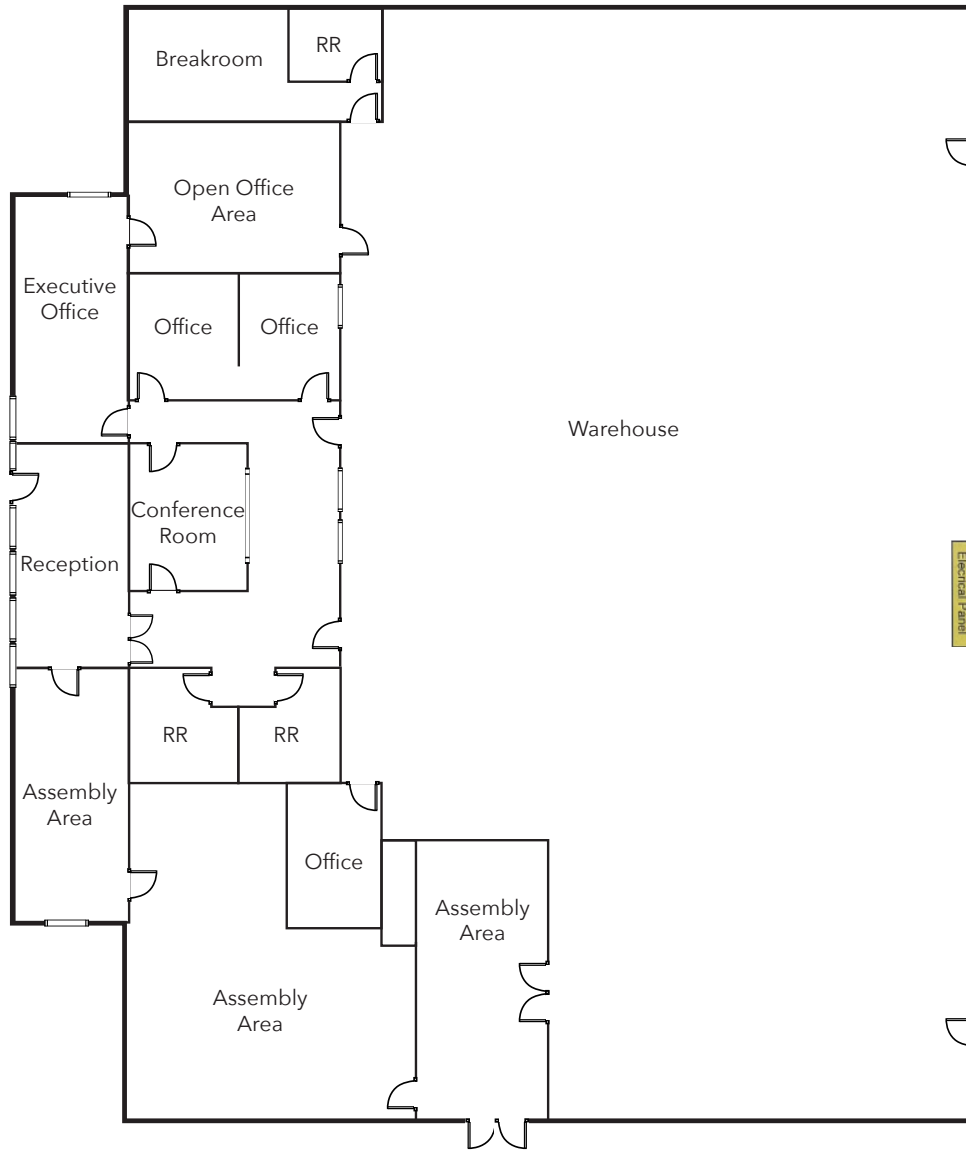 Breakroom
RR
Open Office
Area
Executive
Office
Office
Office
Warehouse
Conference
Room
Reception
Electrical Panel
RR
RR
Assembly
Area
Office
Assembly
Area
Assembly
Area